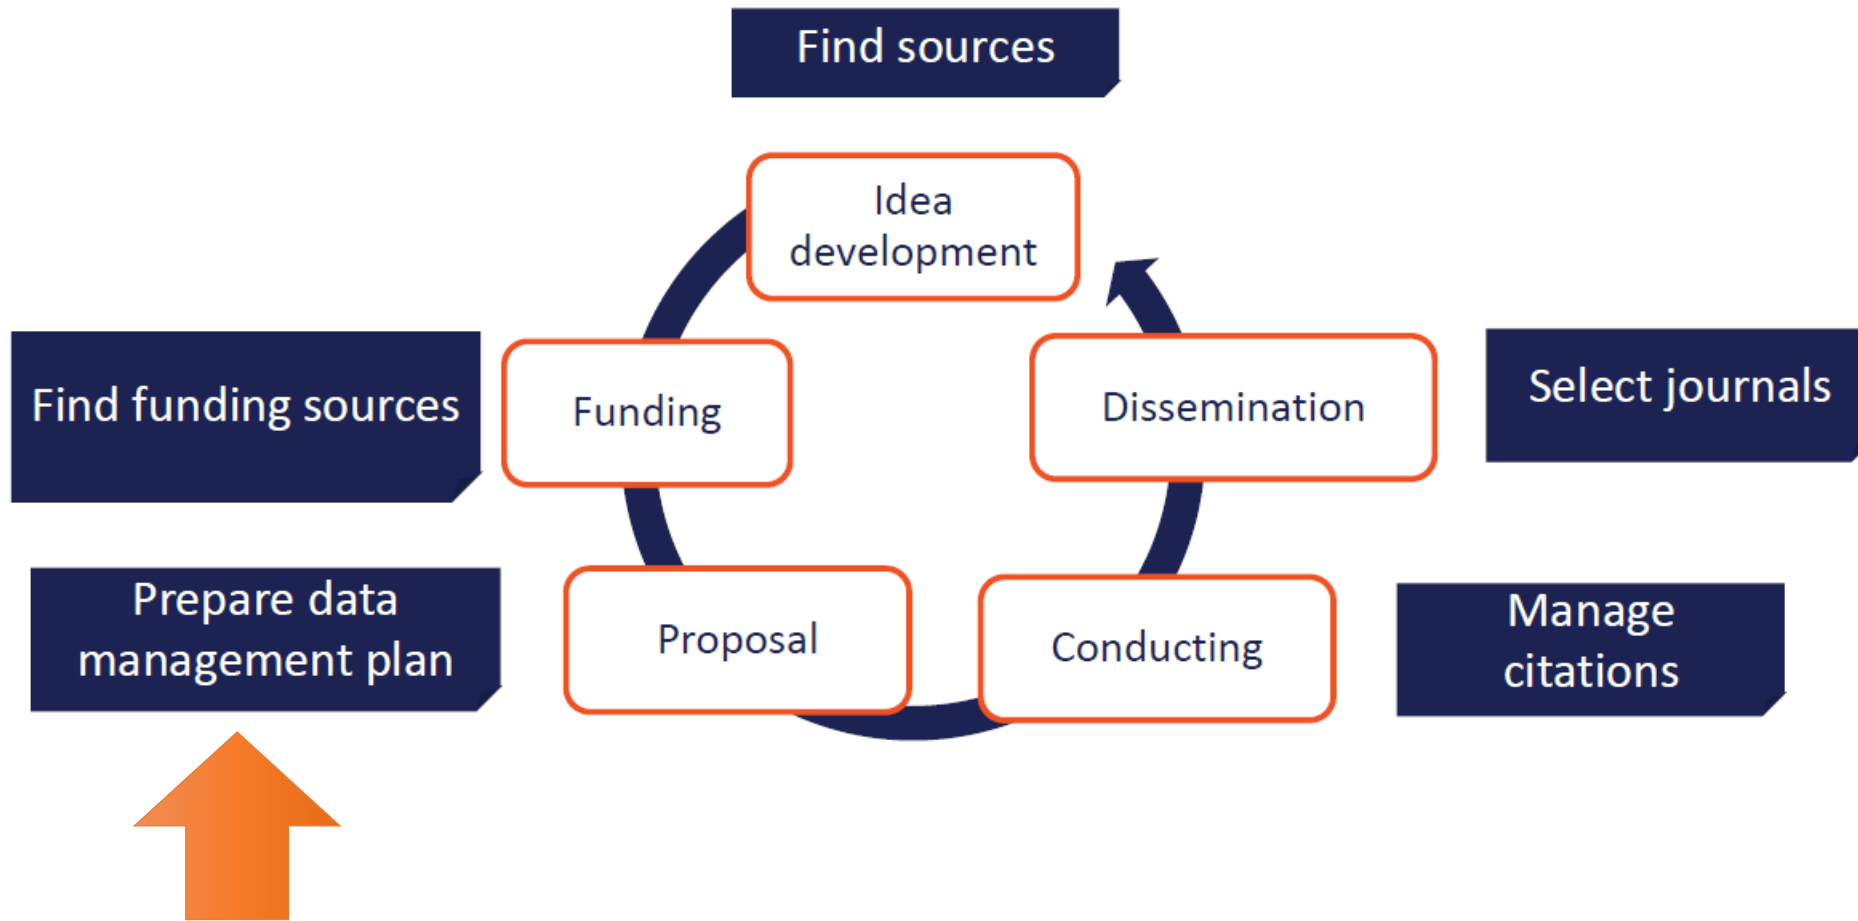 Find sources
Idea
development
Find funding sources
Funding
Dissemination
Select journals
Prepare data
management plan
Proposal
Conducting
Manage
citations